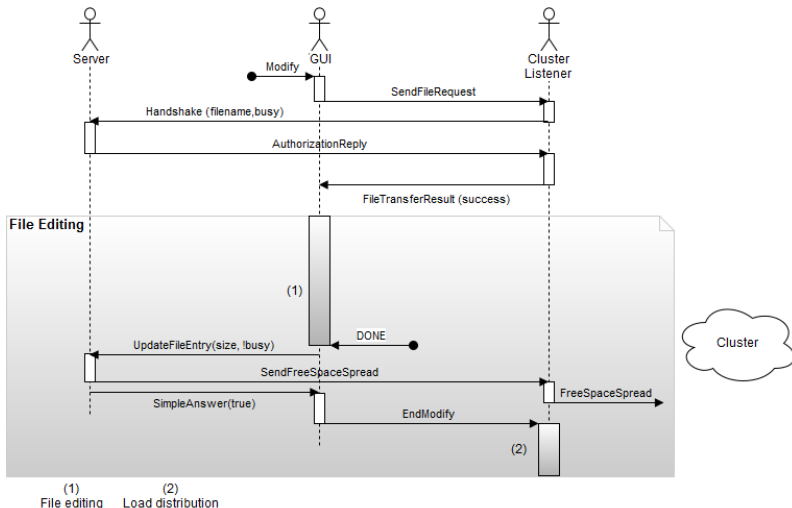 Server
GUI
Cluster
Listener
Modify
SendFileRequest
Handshake (filename,busy)
AuthorizationReply
FileTransferResult (success)
File Editing
(1)
DONE
UpdateFileEntry(size, !busy)
Cluster
SendFreeSpaceSpread
FreeSpaceSpread
SimpleAnswer(true)
EndModify
(2)
(1) (2)
File editing Load distribution